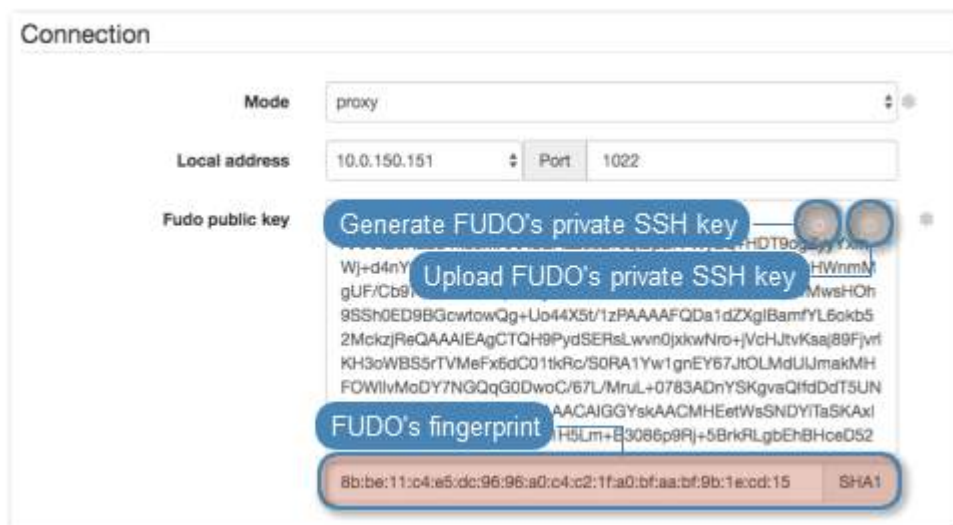 Connection
Mode
proxy
Local address
10.0.150.151
Port
1022
Fudo public key
Generate FUDO's private SSH key
Wj+d4nY
Upload FUDO's private SSH key
HWnmM
gUF/Cb9
MwsHOh
9SSh0ED9BGcwtowQg+Uo44X5t/1zPAAAAFQDa1dZXglBamfYL6okb5
2MckzjReQAAAIEAgCTQH9PydSERsLwvn0jxkwNro+jVcHJtvKsaj89Fjvrl
KH3oWBS5rTVMeFx6dC01tkRc/S0RA1Yw1gnEY67JtOLMdUlJmakMH
FOWIlvMoDY7NGQqG0DwoC/67L/MruL+0783ADnYSKgvaQIfdDdT5UN
AACAIGGYskAACMHEetWsSNDYiTaSKAxl
FUDO's fingerprint
3086p9Rj+5BrkRLgbEhBHceD52
8b:be:11:c4:e5:dc:96:96:a0:c4:c2:1f:a0:bf:aa:bf:9b:1e:cd:15
SHA1